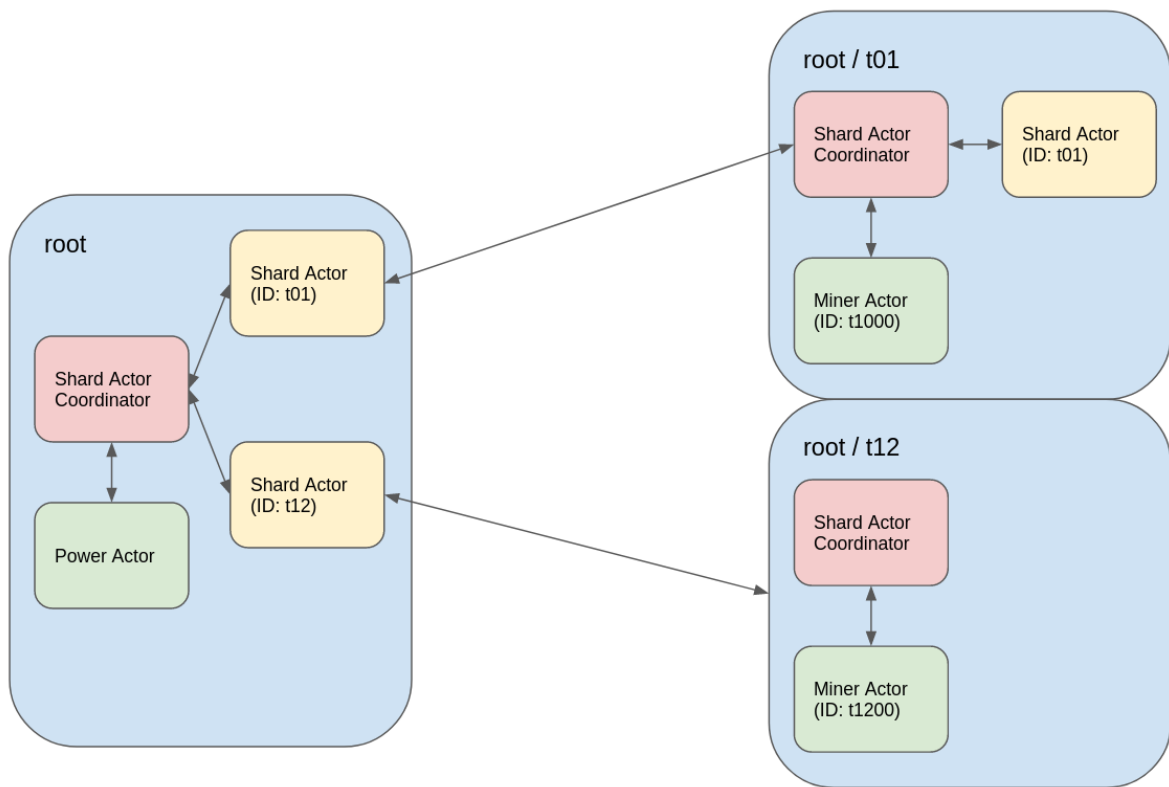 root
Shard Actor
(ID: t01)
Shard Actor
Coordinator
Shard Actor
(ID: t12)
Power Actor
root / t01
Shard Actor
Coordinator
Shard Actor
(ID: t01)
Miner Actor
(ID: t1000)
root / t12
Shard Actor
Coordinator
Miner Actor
(ID: t1200)